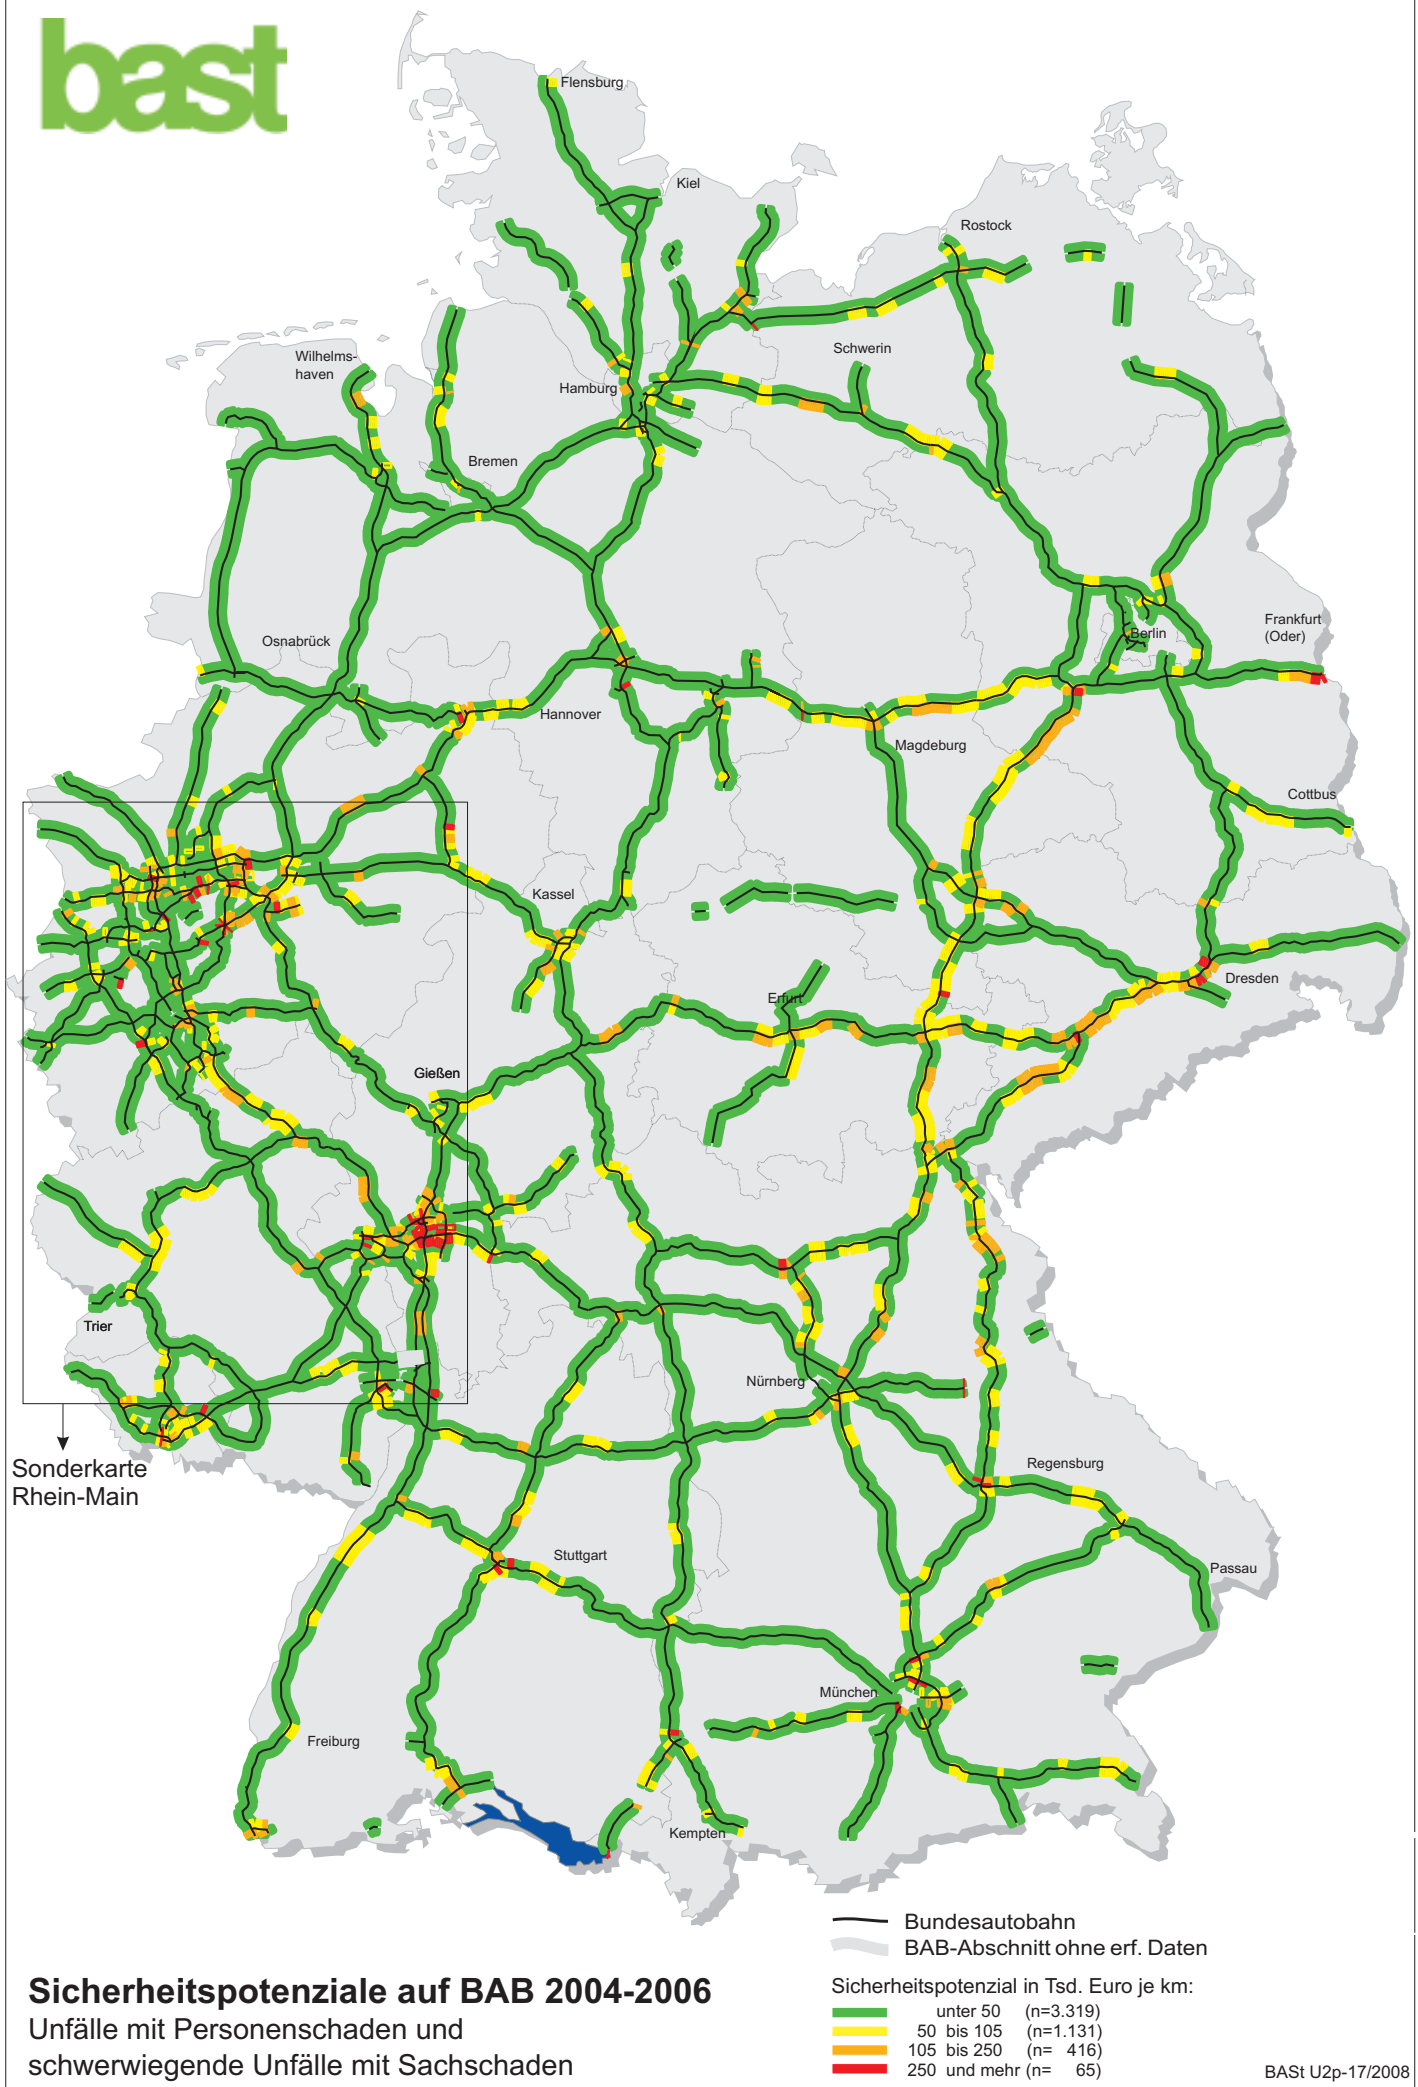 bast
Flensburg
Kiel
Rostock
Schwerin
Wilhelms-
haven
Hamburg
Bremen
Osnabrück
Berlin
Frankfurt
(Oder)
Hannover
Magdeburg
Cottbus
Kassel
Erfurt
Dresden
Gießen
Trier
Nürnberg
Sonderkarte
Rhein-Main
Regensburg
Stuttgart
Passau
München
Freiburg
Kempten
Bundesautobahn
BAB-Abschnitt ohne erf. Daten
Sicherheitspotenziale auf BAB 2004-2006
Unfälle mit Personenschaden und
schwerwiegende Unfälle mit Sachschaden
Sicherheitspotenzial in Tsd. Euro je km:
unter 50 (n=3.319)
50 bis 105 (n=1.131)
105 bis 250 (n= 416)
250 und mehr (n= 65)
BASt U2p-17/2008